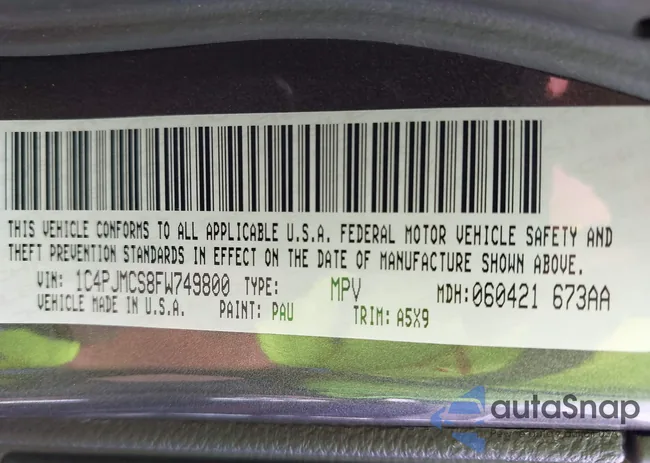 THIS VEHICLE CONFORMS TO ALL APPLICABLE U.S.A. FEDERAL MOTOR VEHICLE SAFETY AND
THEFT PREVENTION STANDARDS IN EFFECT ON THE DATE OF MANUFACTURE SHOWN ABOVE.
VIN: 1C4PJMCS8FW749800 TYPE: MPV MDH:060421 673AA
VEHICLE MADE IN U.S.A. PAINT: PAU TRIM: A5X9
autaSnap